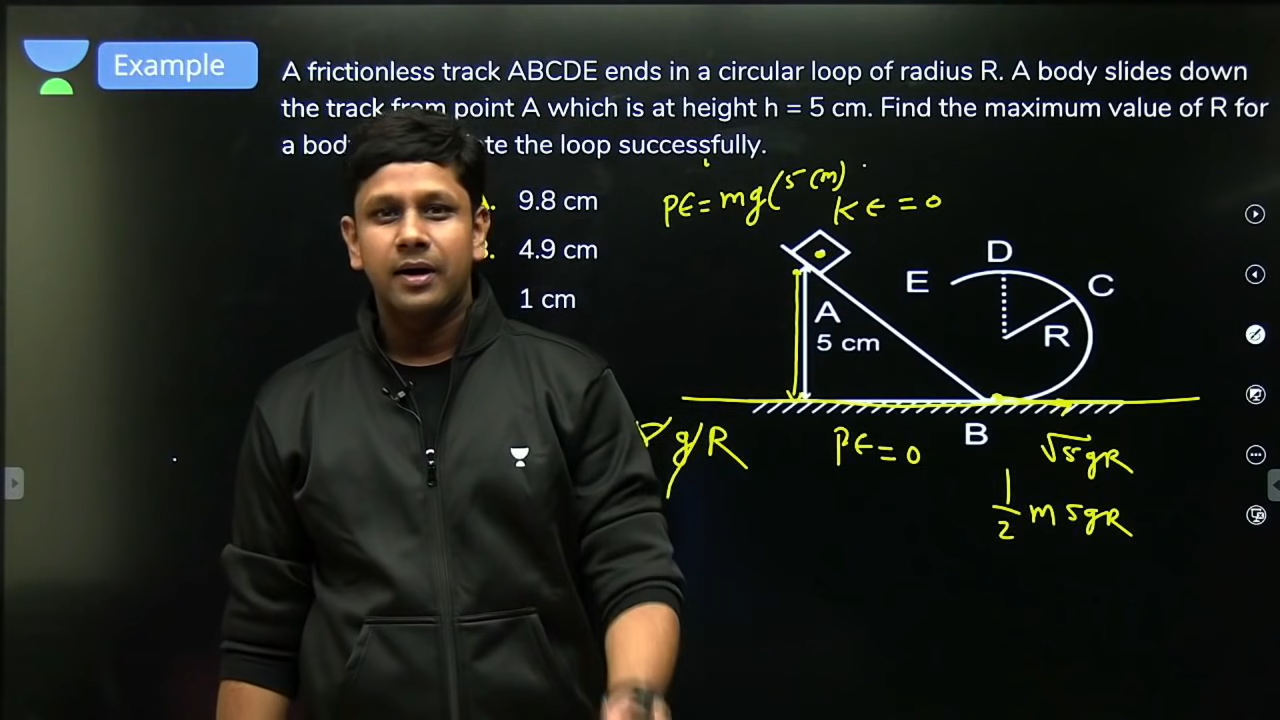 Example
A frictionless track ABCDE ends in a circular loop of radius R. A body slides down
the track from point A which is at height h = 5 cm. Find the maximum value of R for
a bod te the loop successfully.
9.8 cm
4.9 cm
1 cm
PE = mg(5 cm)
KE = 0
D
E
C
A
R
5 cm
B
g R
PE = 0
√5gR
1/2 m 5gR